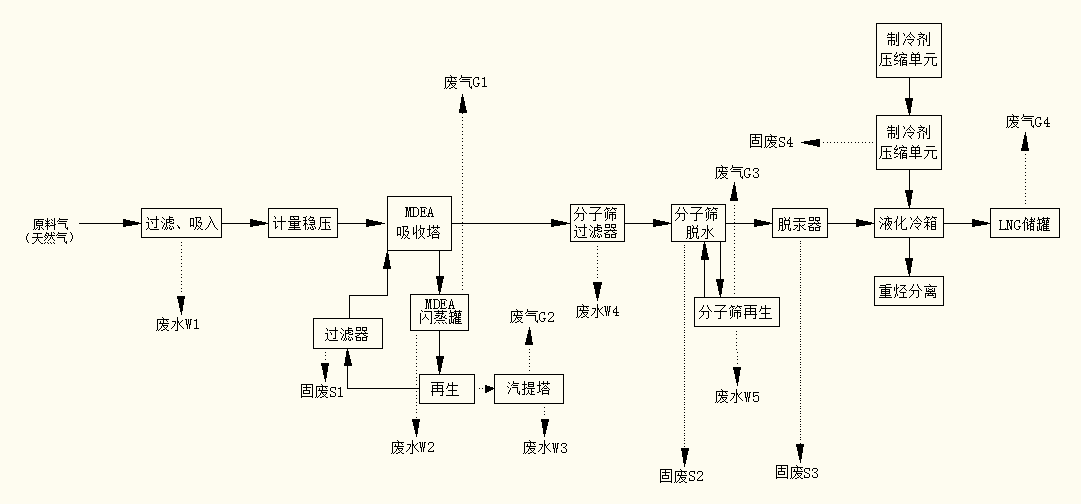 制冷剂
压缩单元
废气G1
废气G4
制冷剂
压缩单元
固废S4
废气G3
原料气
（天然气）
过滤、吸入
计量稳压
MDEA
吸收塔
分子筛
过滤器
分子筛
脱水
脱汞器
液化冷箱
LNG储罐
重烃分离
MDEA
闪蒸罐
分子筛再生
废水W4
废气G2
废水W1
过滤器
固废S1
再生
汽提塔
废水W5
废水W2
废水W3
固废S2
固废S3